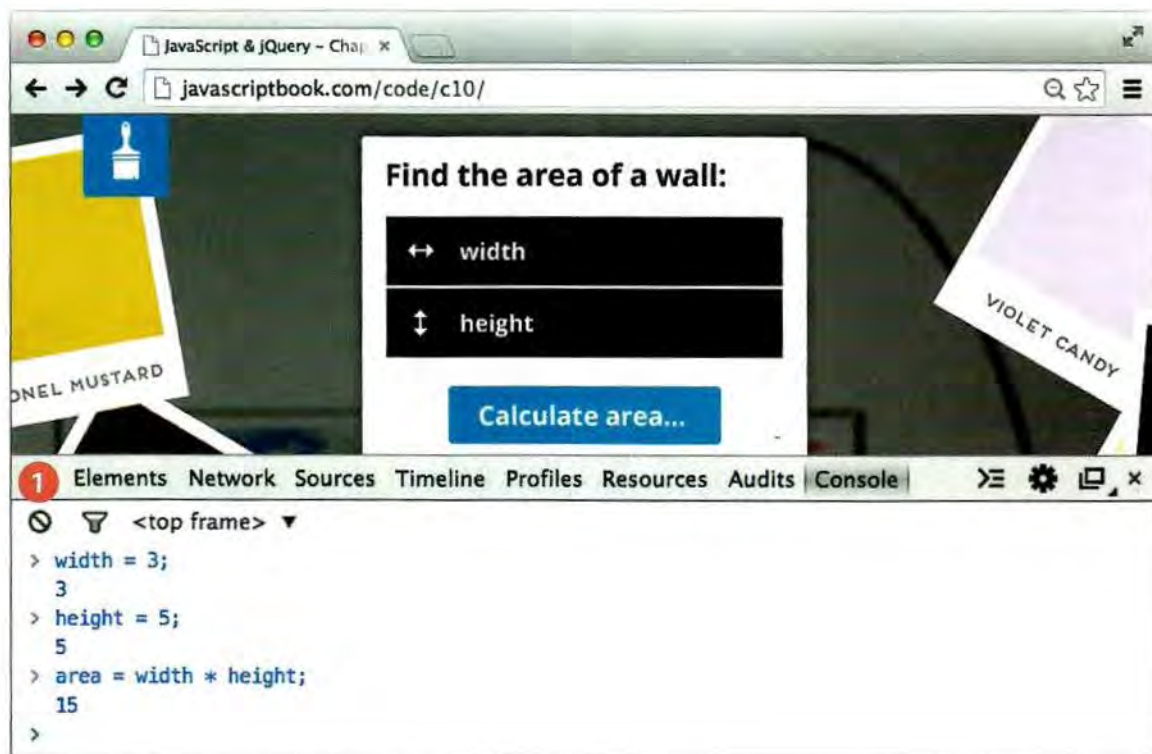 JavaScript & jQuery – Chap
javascriptbook.com/code/c10/
Find the area of a wall:
width
height
Calculate area...
ONEL MUSTARD
VIOLET CANDY
1
Elements Network Sources Timeline Profiles Resources Audits Console
<top frame>
> width = 3;
3
> height = 5;
5
> area = width * height;
15
>